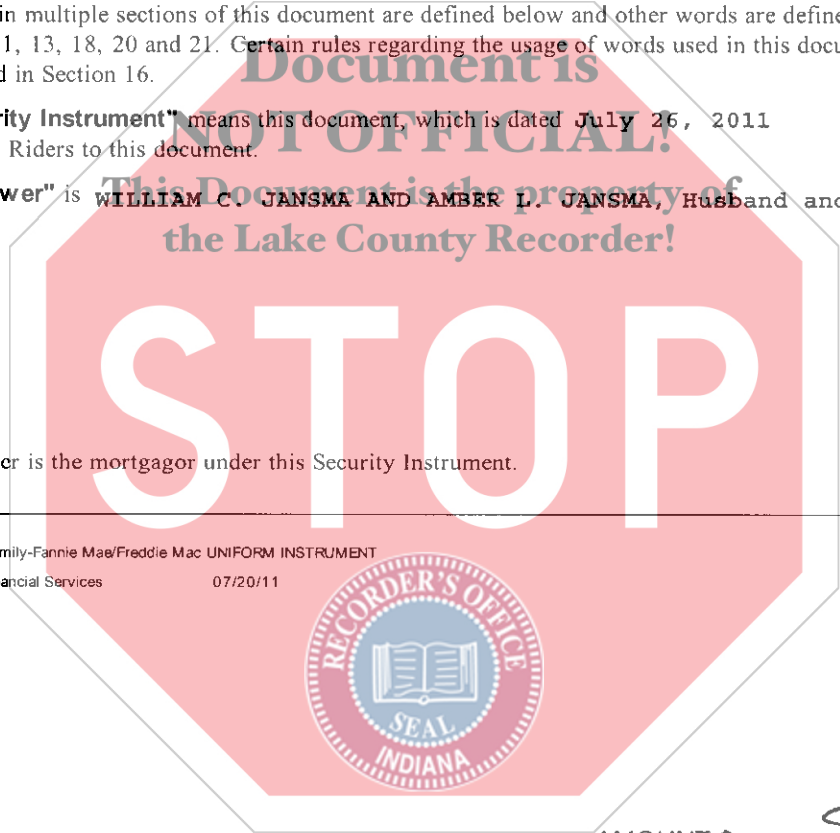 in multiple sections of this document are defined below and other words are define
1, 13, 18, 20 and 21. Certain rules regarding the usage of words used in this docu
d in Section 16.
Document is
rity Instrument" means this document, which is dated July 26, 2011
NOT OFFICIAL!
Riders to this document.
wer" is WILLIAM C. JANSMA AND AMBER L. JANSMA, Husband and
This Document is the property of
the Lake County Recorder!
STOP
er is the mortgagor under this Security Instrument.
mily-Fannie Mae/Freddie Mac UNIFORM INSTRUMENT
ancial Services 07/20/11
RECORDER'S OFFICE
SEAL
INDIANA